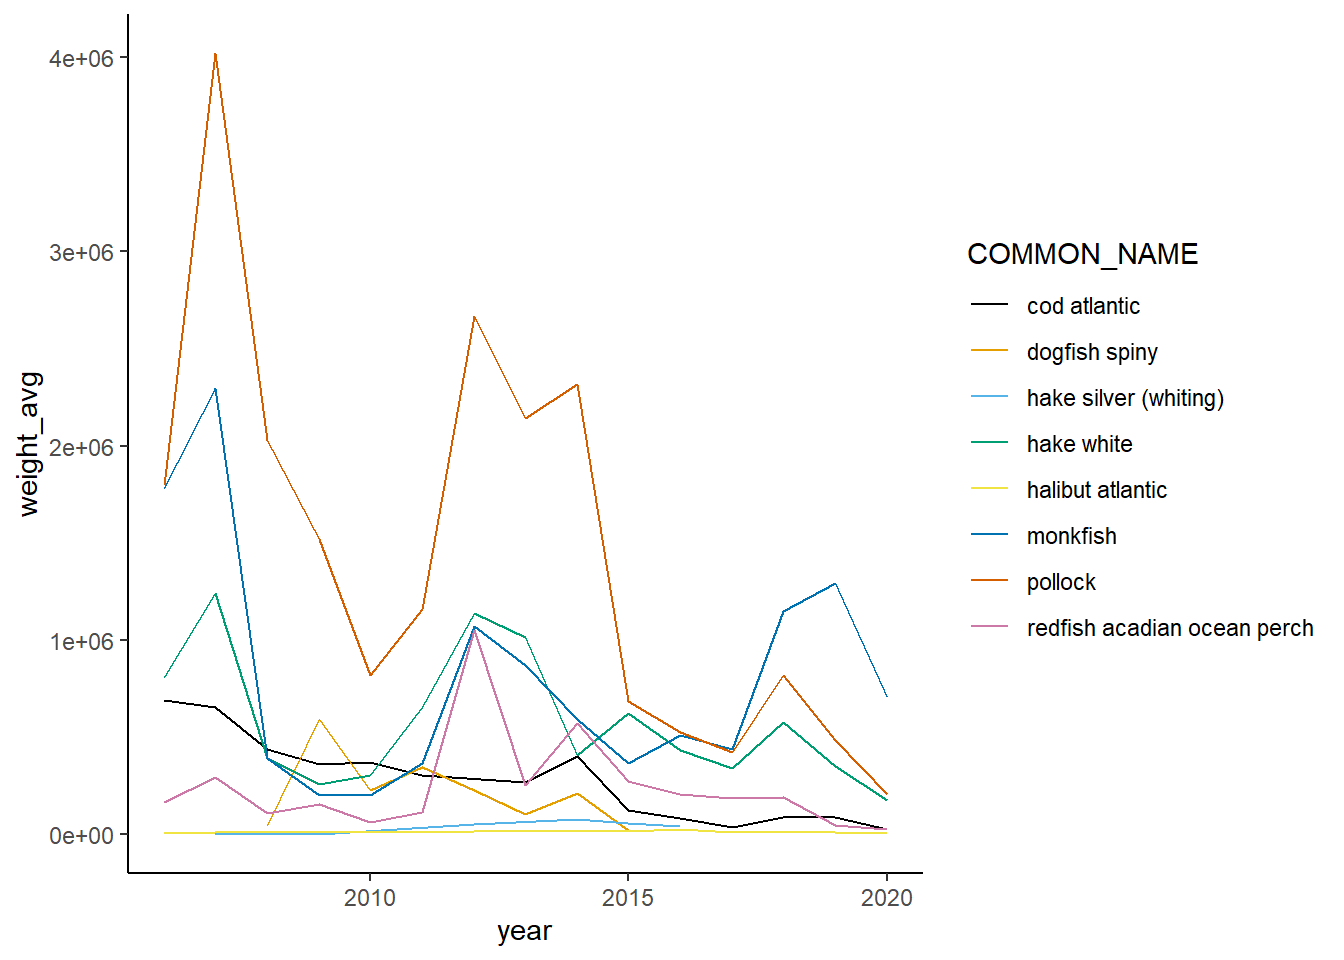 4e+06
3e+06
2e+06
1e+06
0e+00
weight_avg
2010
2015
2020
year
COMMON_NAME
cod atlantic
dogfish spiny
hake silver (whiting)
hake white
halibut atlantic
monkfish
pollock
redfish acadian ocean perch